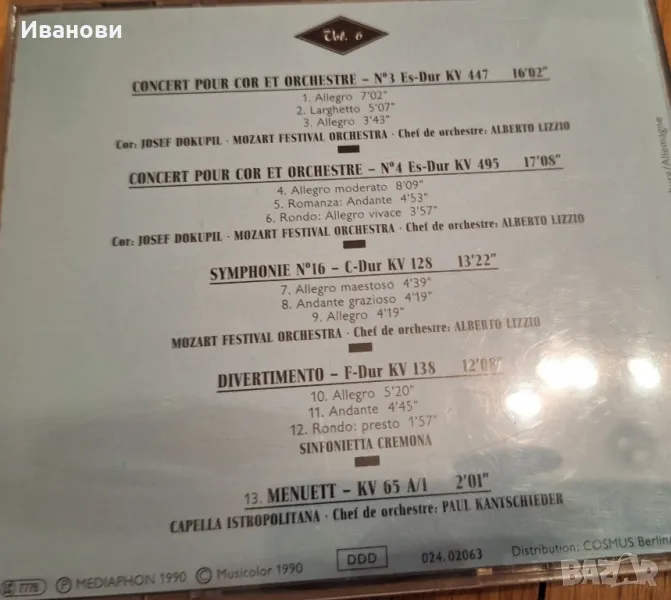 Иванови
Vol. 6
CONCERT POUR COR ET ORCHESTRE – N°3 Es-Dur KV 447 16'02"
1. Allegro 7'02"
2. Larghetto 5'07"
3. Allegro 3'43"
Cor: JOSEF DOKUPIL · MOZART FESTIVAL ORCHESTRA · Chef de orchestre: ALBERTO LIZZIO
CONCERT POUR COR ET ORCHESTRE – N°4 Es-Dur KV 495 17'08"
4. Allegro moderato 8'09"
5. Romanza: Andante 4'53"
6. Rondo: Allegro vivace 3'57"
Cor: JOSEF DOKUPIL · MOZART FESTIVAL ORCHESTRA · Chef de orchestre: ALBERTO LIZZIO
SYMPHONIE N°16 – C-Dur KV 128 13'22"
7. Allegro maestoso 4'39"
8. Andante grazioso 4'19"
9. Allegro 4'19"
MOZART FESTIVAL ORCHESTRA · Chef de orchestre: ALBERTO LIZZIO
DIVERTIMENTO – F-Dur KV 138 12'08"
10. Allegro 5'20"
11. Andante 4'45"
12. Rondo: presto 1'57"
SINFONIETTA CREMONA
13. MENUETT – KV 65 A/1 2'01"
CAPELLA ISTROPOLITANA · Chef de orchestre: PAUL KANTSCHIEDER
7778 Ⓟ MEDIAPHON 1990 © Musicolor 1990
DDD
024.02063
Distribution: COSMUS Berlin/
/Allemagne
BAZAR